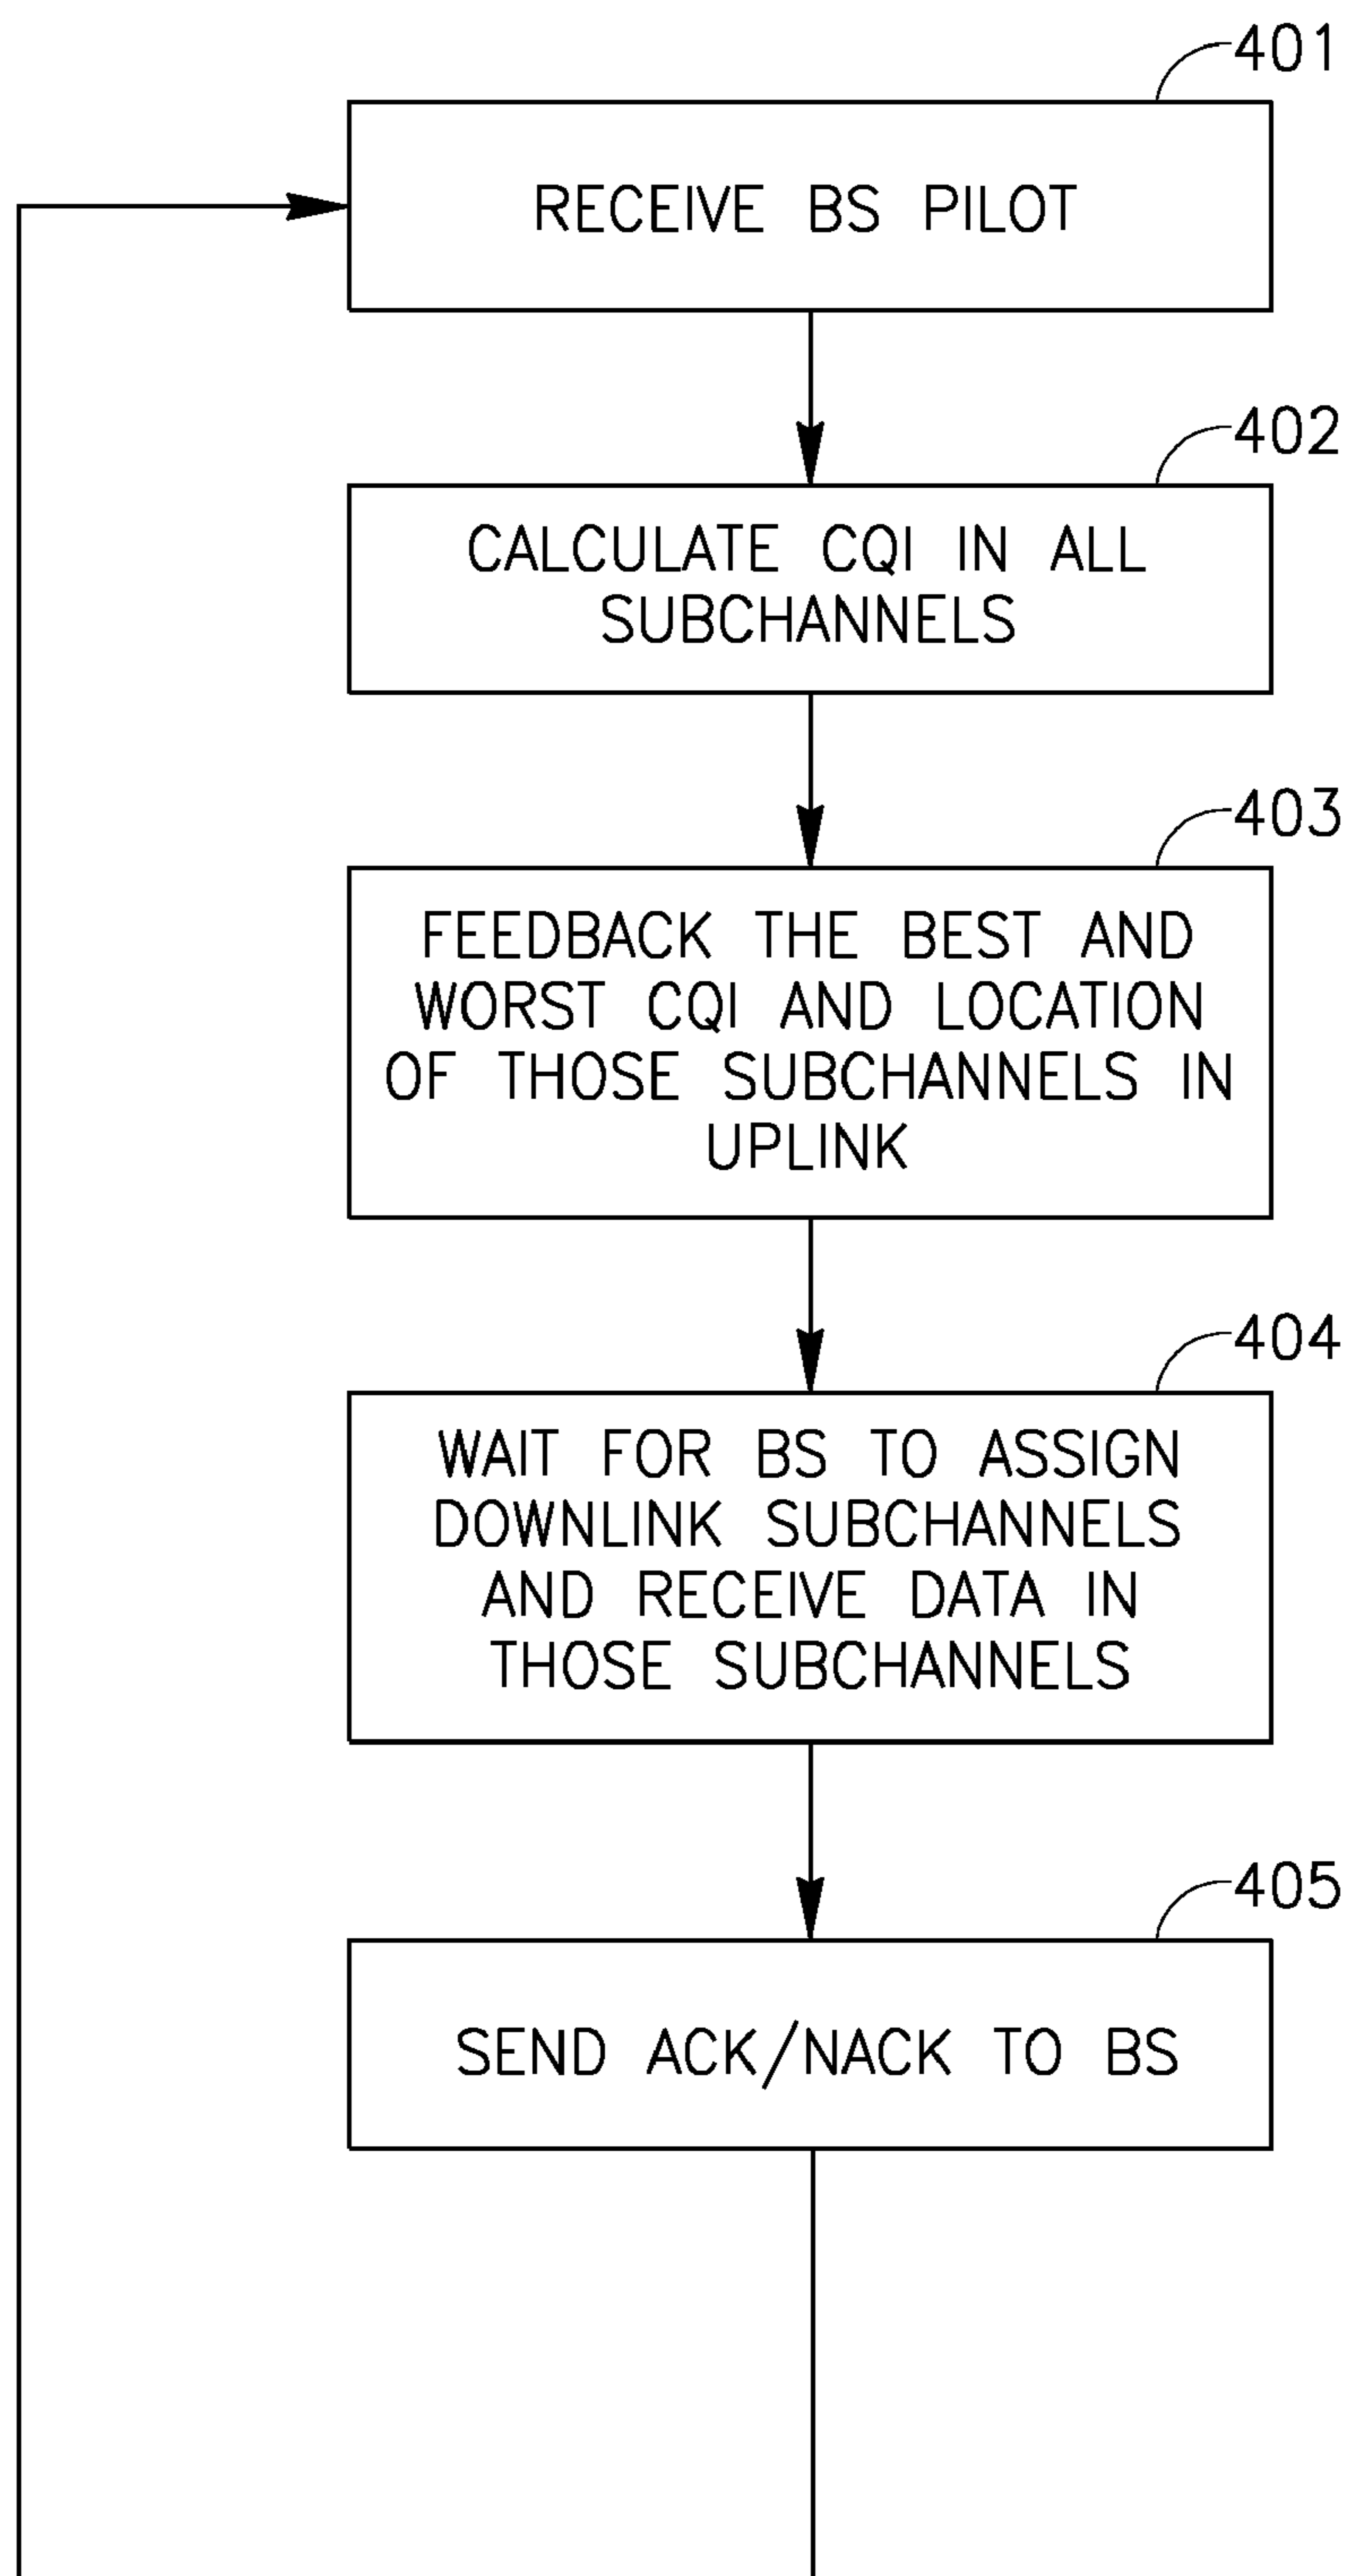 401
RECEIVE BS PILOT
402
CALCULATE CQI IN ALL
SUBCHANNELS
403
FEEDBACK THE BEST AND
WORST CQI AND LOCATION
OF THOSE SUBCHANNELS IN
UPLINK
404
WAIT FOR BS TO ASSIGN
DOWNLINK SUBCHANNELS
AND RECEIVE DATA IN
THOSE SUBCHANNELS
405
SEND ACK/NACK TO BS